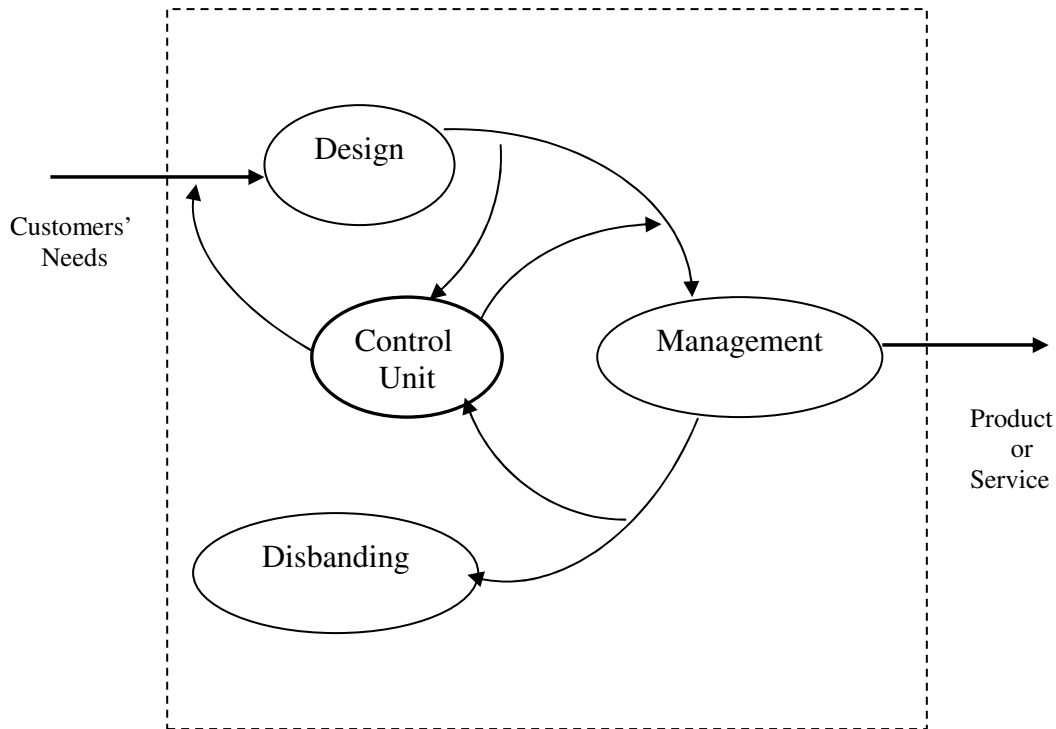 Design
Customers’
Needs
Control
Unit
Management
Product
or
Service
Disbanding